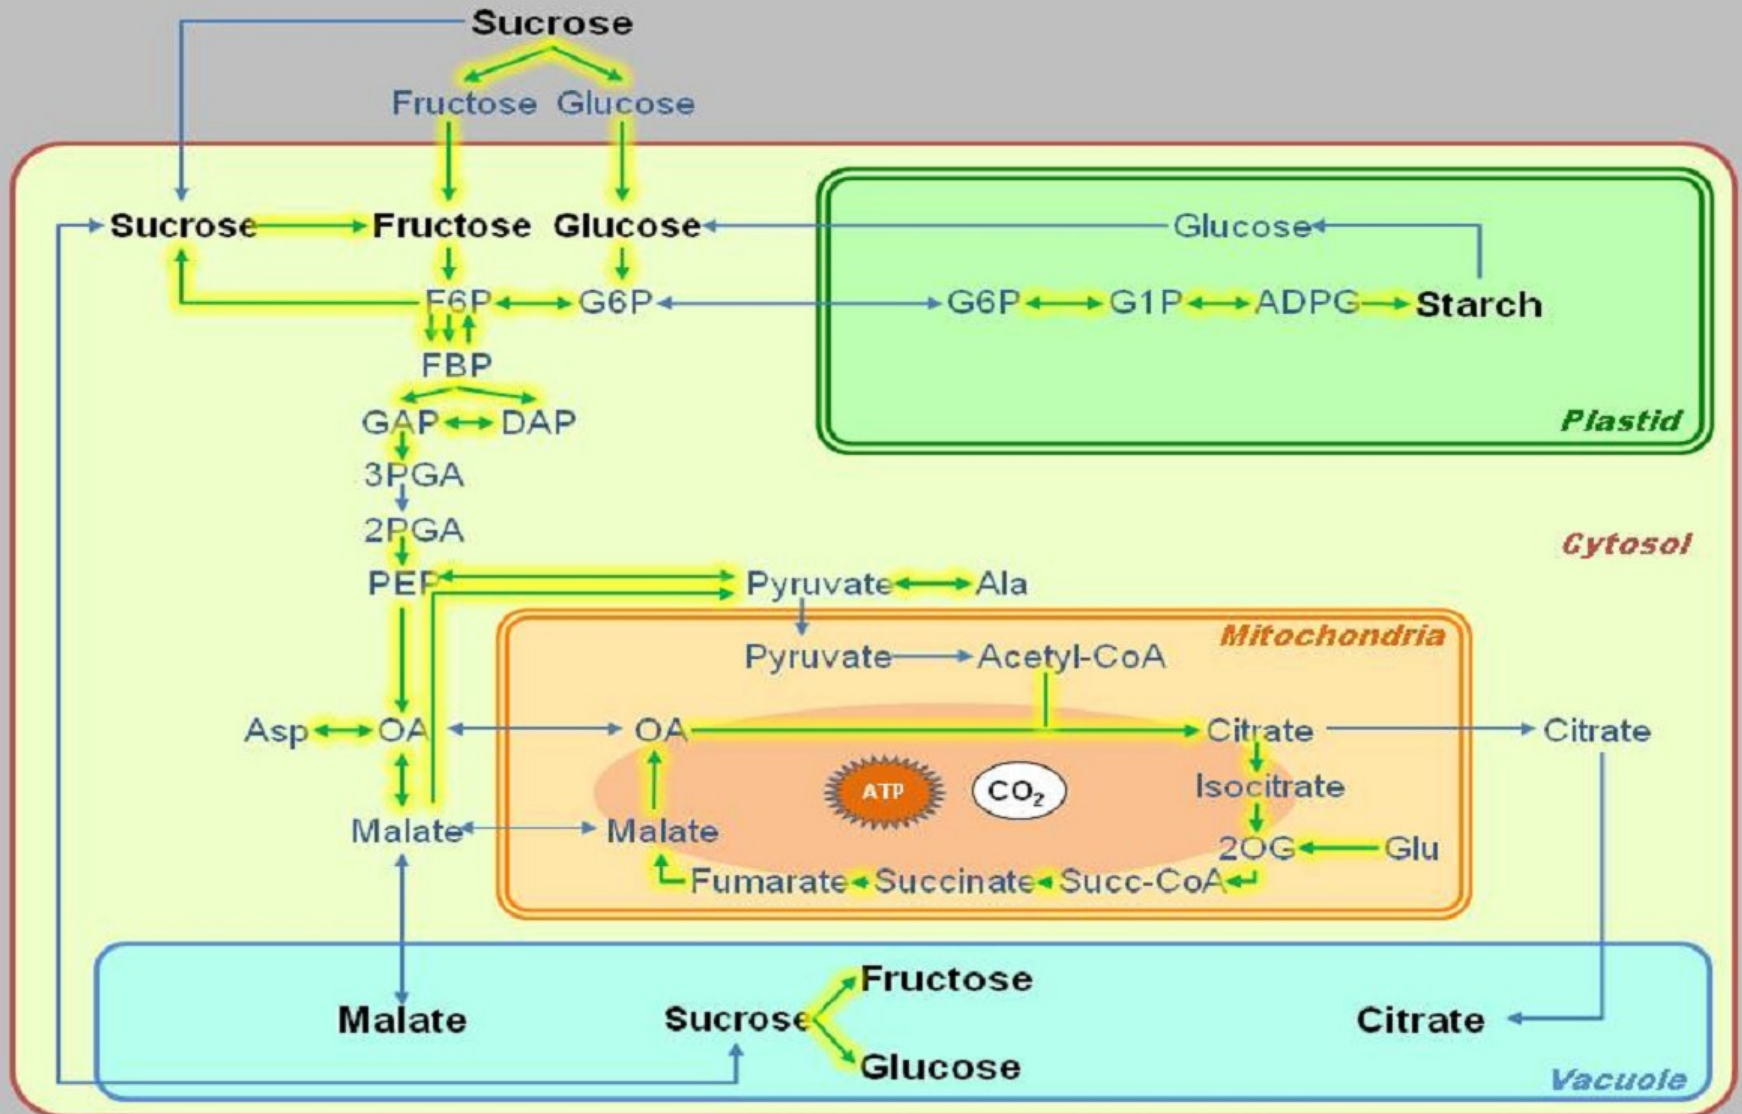 Sucrose
Fructose Glucose
Sucrose Fructose Glucose Glucose
F6P G6P G6P G1P ADPG Starch
FBP
GAP DAP
Plastid
3PGA
2PGA
Cytosol
PEP Pyruvate Ala
Mitochondria
Pyruvate Acetyl-CoA
Asp OA OA Citrate Citrate
Isocitrate
ATP CO₂
Malate Malate
2OG Glu
Fumarate Succinate Succ-CoA
Fructose
Malate Sucrose Citrate
Glucose
Vacuole